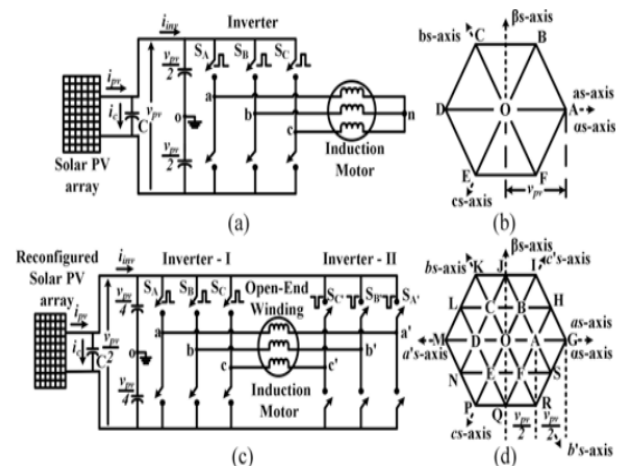 (a)
Inverter
i_inv
S_A
S_B
S_C
v_pv/2
v_pv/2
i_pv
i_c
C
v_pv
o
a
b
c
n
Solar PV
array
Induction
Motor
(b)
βs-axis
bs-axis
C
B
as-axis
D
O
A
αs-axis
E
F
cs-axis
v_pv
(a)
(b)
Reconfigured
Solar PV
array
i_inv
Inverter - I
Inverter - II
S_A
S_B
S_C
Open-End
Winding
S_C'
S_B'
S_A'
v_pv/4
v_pv/4
i_pv
i_c
C
v_pv/2
o
a
b
c
a'
b'
c'
Induction
Motor
βs-axis
bs-axis
K
J
I
c's-axis
L
C
B
H
as-axis
M
D
O
A
G
a's-axis
αs-axis
N
E
F
S
P
Q
R
cs-axis
v_pv/2
v_pv/2
b's-axis
(c)
(d)